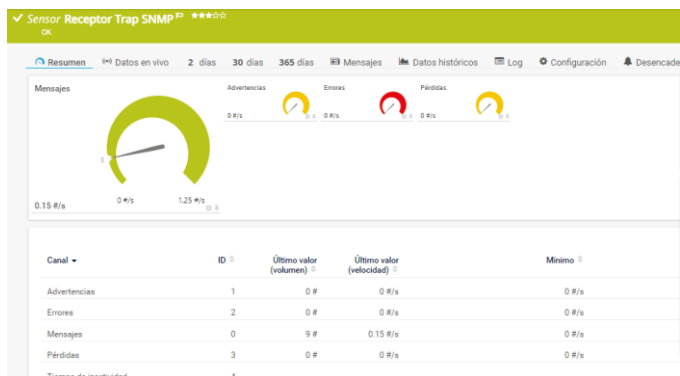 Sensor Receptor Trap SNMP
OK
Resumen Datos en vivo 2 días 30 días 365 días Mensajes Datos históricos Log Configuración Desencade
Mensajes Advertencias Errores Pérdidas
0 #/s 0 #/s 0 #/s
0.15 #/s 0 #/s 1.25 #/s
Canal ID Último valor (volumen) Último valor (velocidad) Mínimo
Advertencias 1 0 # 0 #/s 0 #/s
Errores 2 0 # 0 #/s 0 #/s
Mensajes 0 9 # 0.15 #/s 0 #/s
Pérdidas 3 0 # 0 #/s 0 #/s
Tiempo de inactividad 4